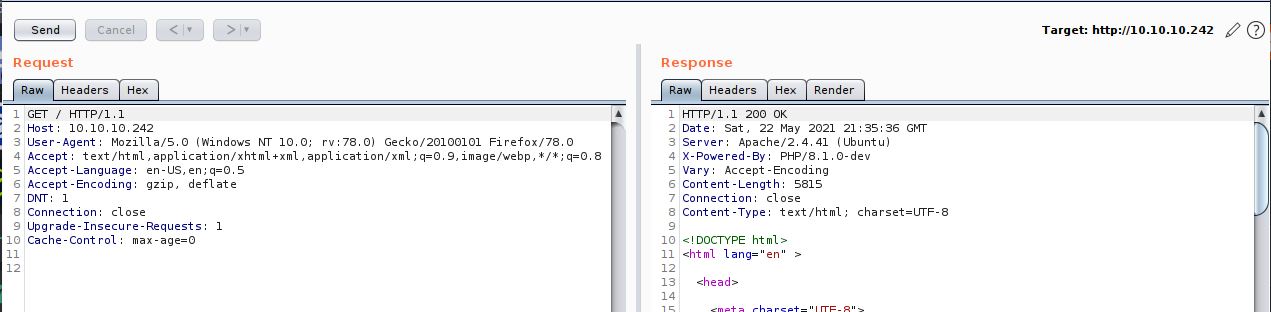 Send Cancel < > Target: http://10.10.10.242 ?
Request
Raw Headers Hex
1 GET / HTTP/1.1
2 Host: 10.10.10.242
3 User-Agent: Mozilla/5.0 (Windows NT 10.0; rv:78.0) Gecko/20100101 Firefox/78.0
4 Accept: text/html,application/xhtml+xml,application/xml;q=0.9,image/webp,*/*;q=0.8
5 Accept-Language: en-US,en;q=0.5
6 Accept-Encoding: gzip, deflate
7 DNT: 1
8 Connection: close
9 Upgrade-Insecure-Requests: 1
10 Cache-Control: max-age=0
11
12
Response
Raw Headers Hex Render
1 HTTP/1.1 200 OK
2 Date: Sat, 22 May 2021 21:35:36 GMT
3 Server: Apache/2.4.41 (Ubuntu)
4 X-Powered-By: PHP/8.1.0-dev
5 Vary: Accept-Encoding
6 Content-Length: 5815
7 Connection: close
8 Content-Type: text/html; charset=UTF-8
9
10 <!DOCTYPE html>
11 <html lang="en" >
12
13 <head>
14
15 <meta charset="UTF-8">